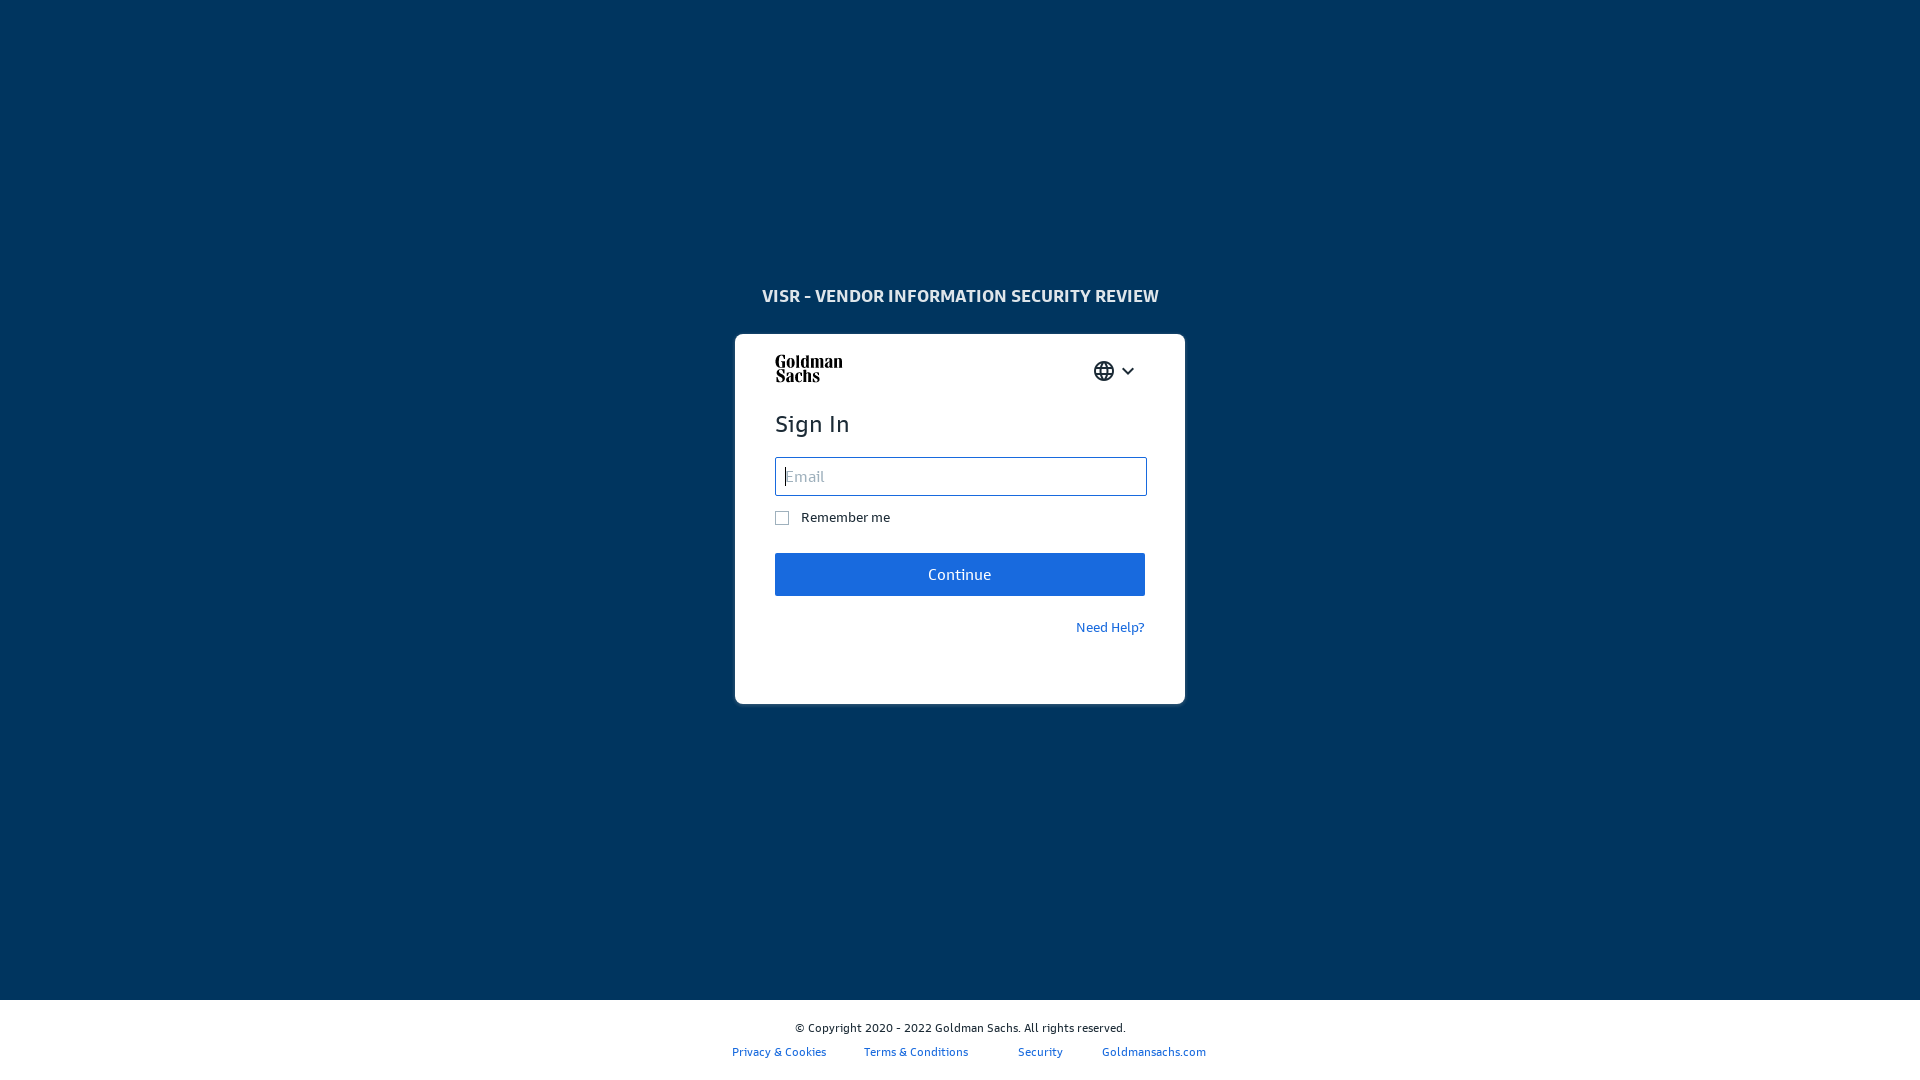 VISR - VENDOR INFORMATION SECURITY REVIEW
Goldman
Sachs
Sign In
Email
Remember me
Continue
Need Help?
© Copyright 2020 - 2022 Goldman Sachs. All rights reserved.
Privacy & Cookies Terms & Conditions Security Goldmansachs.com